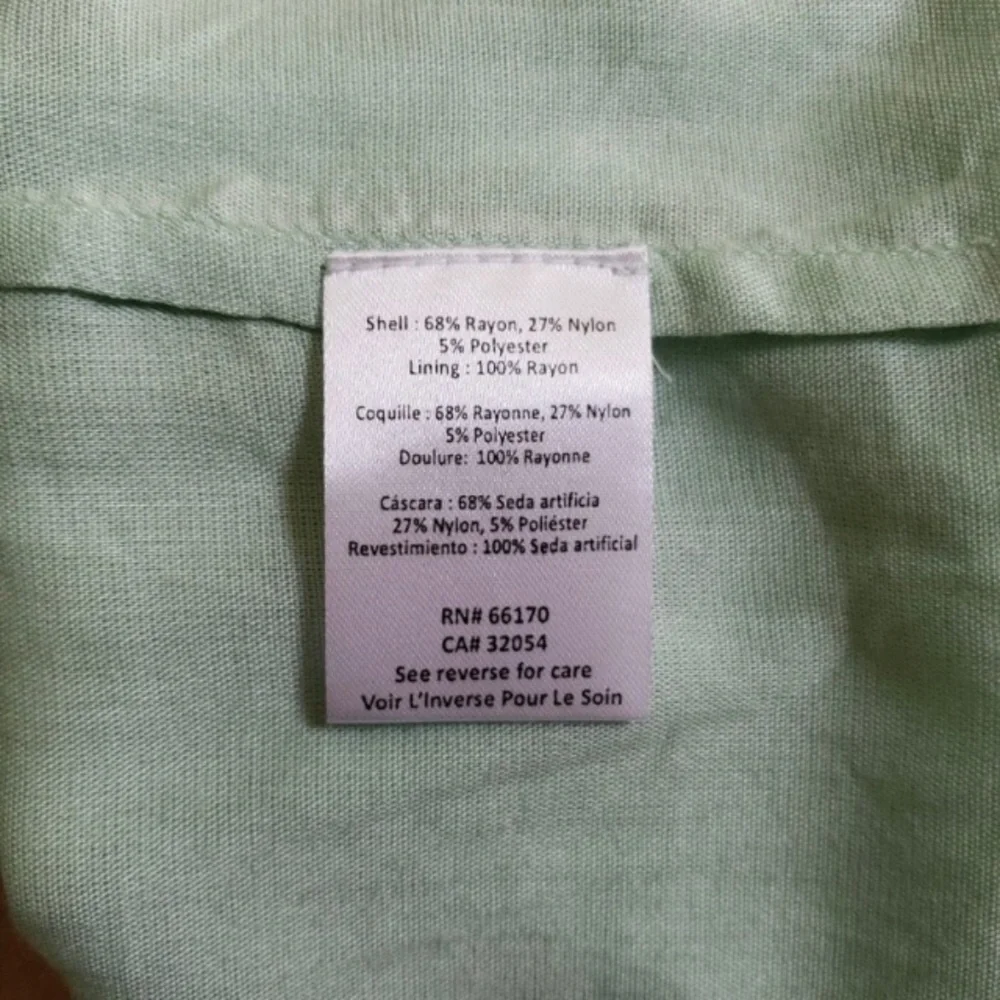 Shell : 68% Rayon, 27% Nylon
5% Polyester
Lining : 100% Rayon
Coquille : 68% Rayonne, 27% Nylon
5% Polyester
Doulure: 100% Rayonne
Cáscara : 68% Seda artificia
27% Nylon, 5% Poliéster
Revestimiento : 100% Seda artificial
RN# 66170
CA# 32054
See reverse for care
Voir L'Inverse Pour Le Soin